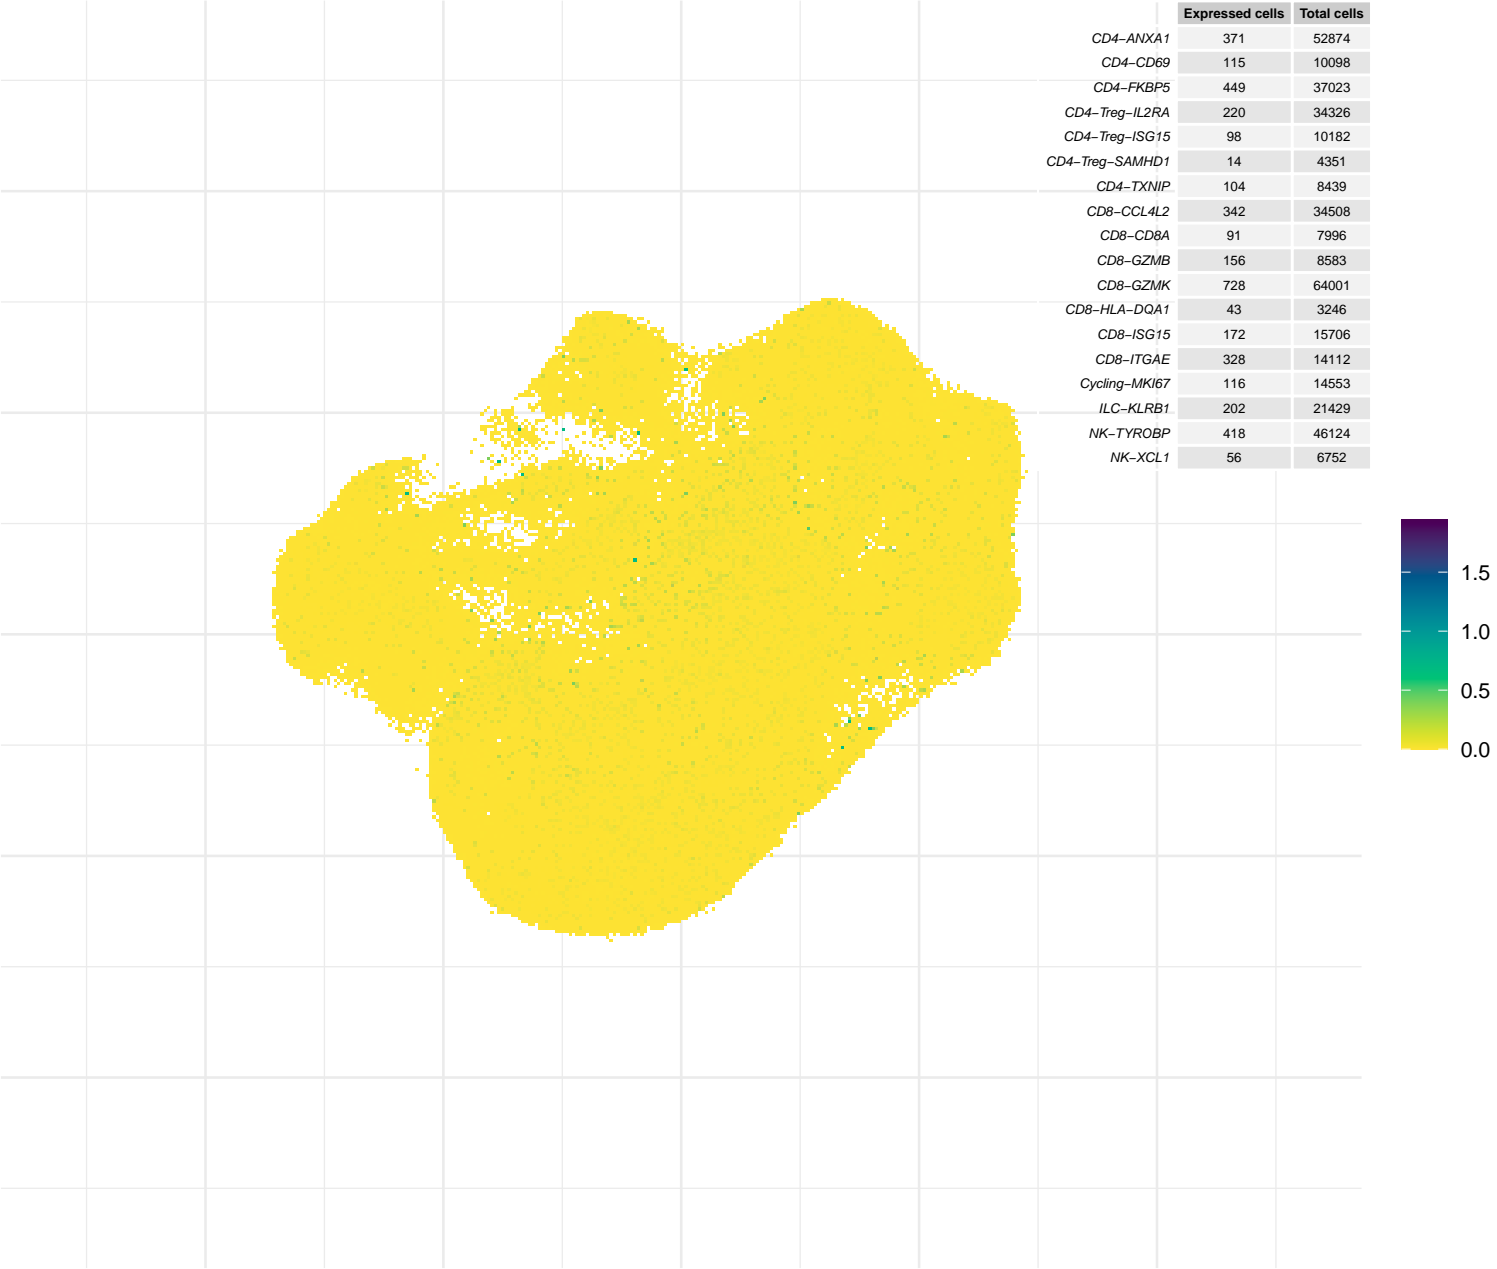 Expressed cells Total cells
CD4−ANXA1 371 52874
CD4−CD69 115 10098
CD4−FKBP5 449 37023
CD4−Treg−IL2RA 220 34326
CD4−Treg−ISG15 98 10182
CD4−Treg−SAMHD1 14 4351
CD4−TXNIP 104 8439
CD8−CCL4L2 342 34508
CD8−CD8A 91 7996
CD8−GZMB 156 8583
CD8−GZMK 728 64001
CD8−HLA−DQA1 43 3246
CD8−ISG15 172 15706
CD8−ITGAE 328 14112
Cycling−MKI67 116 14553
ILC−KLRB1 202 21429
NK−TYROBP 418 46124
NK−XCL1 56 6752
1.5
1.0
0.5
0.0